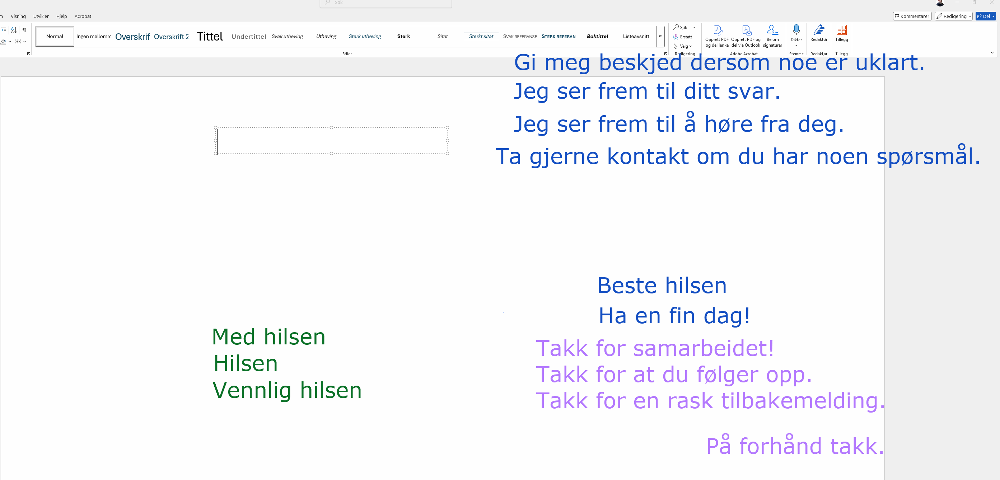 Søk
m Visning Utvikler Hjelp Acrobat
Kommentarer Redigering Del
Normal Ingen mellomro Overskrif Overskrift 2 Tittel Undertittel Svak utheving Utheving Sterk utheving Sterk Sitat Sterkt sitat Svak referanse Sterk referan Boktittel Listeavsnitt
Søk
Erstatt
Velg
Opprett PDF og del lenke
Opprett PDF og del via Outlook
Be om signaturer
Dikter
Redaktør
Tillegg
Stiler Redigering Adobe Acrobat Stemme Redaktør Tillegg
Gi meg beskjed dersom noe er uklart.
Jeg ser frem til ditt svar.
Jeg ser frem til å høre fra deg.
Ta gjerne kontakt om du har noen spørsmål.
Beste hilsen
Ha en fin dag!
Med hilsen
Hilsen
Vennlig hilsen
Takk for samarbeidet!
Takk for at du følger opp.
Takk for en rask tilbakemelding.
På forhånd takk.